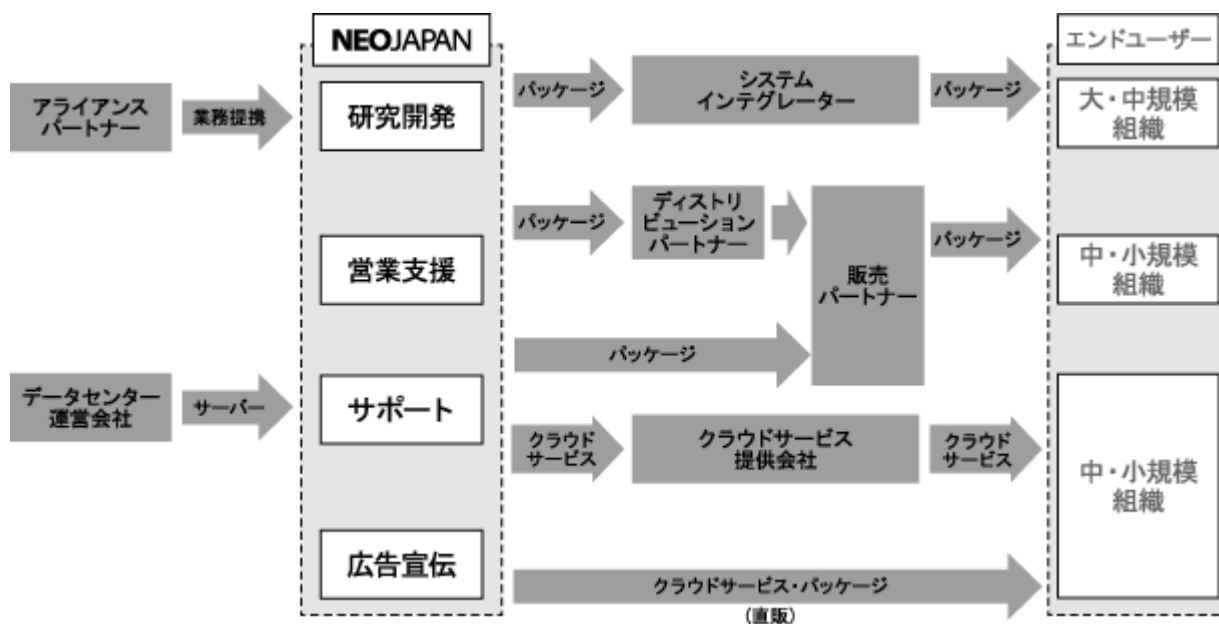 NEOJAPAN
エンドユーザー
アライアンス
パートナー
業務提携
研究開発
パッケージ
システム
インテグレーター
パッケージ
大・中規模
組織
営業支援
パッケージ
ディストリ
ビューション
パートナー
販売
パートナー
パッケージ
中・小規模
組織
パッケージ
データセンター
運営会社
サーバー
サポート
クラウド
サービス
クラウドサービス
提供会社
クラウド
サービス
中・小規模
組織
広告宣伝
クラウドサービス・パッケージ
(直販)